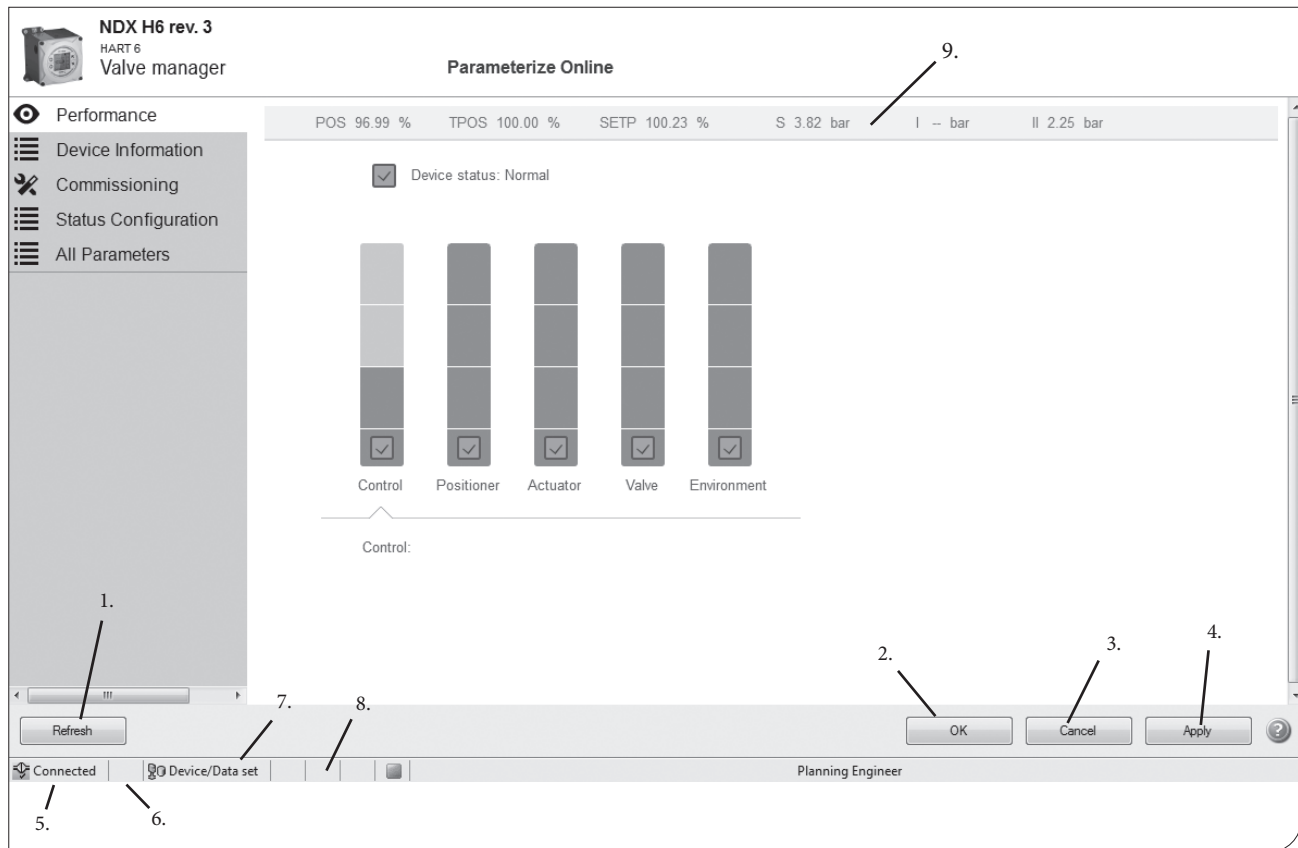 NDX H6 rev. 3
HART 6
Valve manager
Parameterize Online
9.
Performance
Device Information
Commissioning
Status Configuration
All Parameters
POS 96.99 % TPOS 100.00 % SETP 100.23 % S 3.82 bar I -- bar II 2.25 bar
Device status: Normal
Control Positioner Actuator Valve Environment
Control:
1.
2.
3.
4.
7.
8.
Refresh
OK
Cancel
Apply
?
Connected
Device/Data set
Planning Engineer
5.
6.